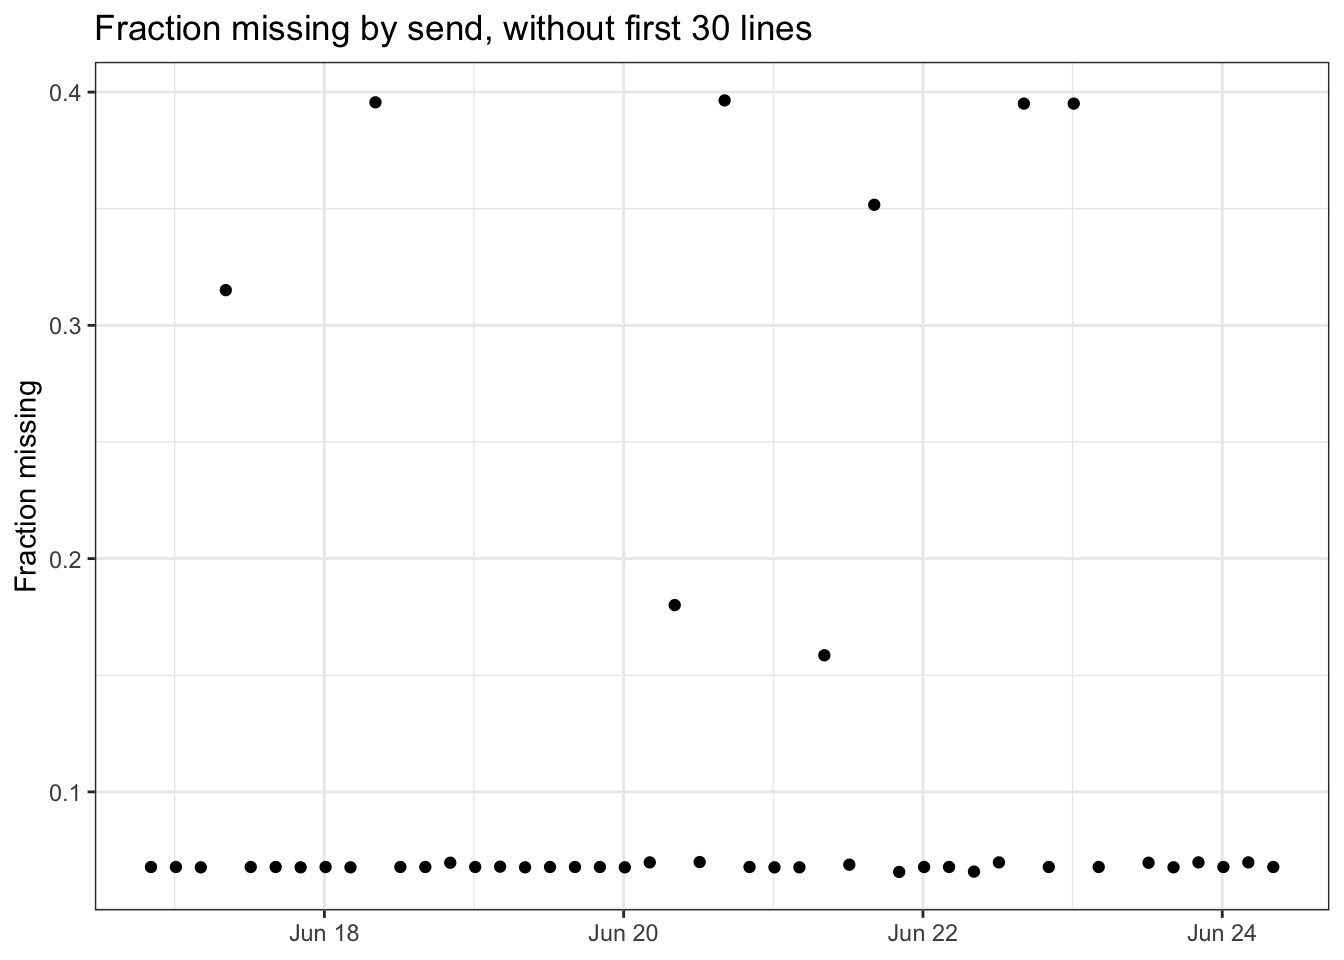 Fraction missing by send, without first 30 lines
0.4
0.3
0.2
0.1
Fraction missing
Jun 18
Jun 20
Jun 22
Jun 24